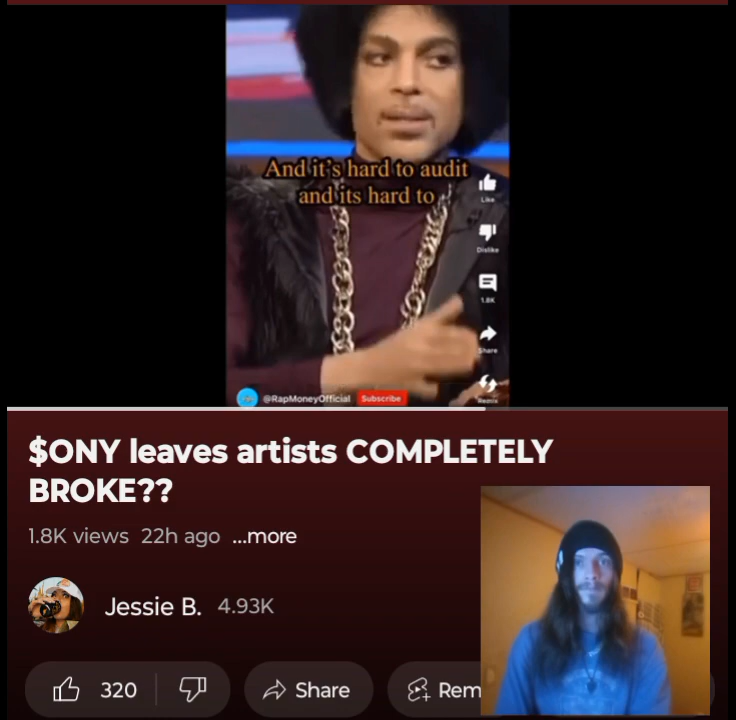 And it's hard to audit
and its hard to
Like
Dislike
1.8K
Share
Remix
@RapMoneyOfficial Subscribe
$ONY leaves artists COMPLETELY
BROKE??
1.8K views 22h ago ...more
Jessie B. 4.93K
320 Share Rem